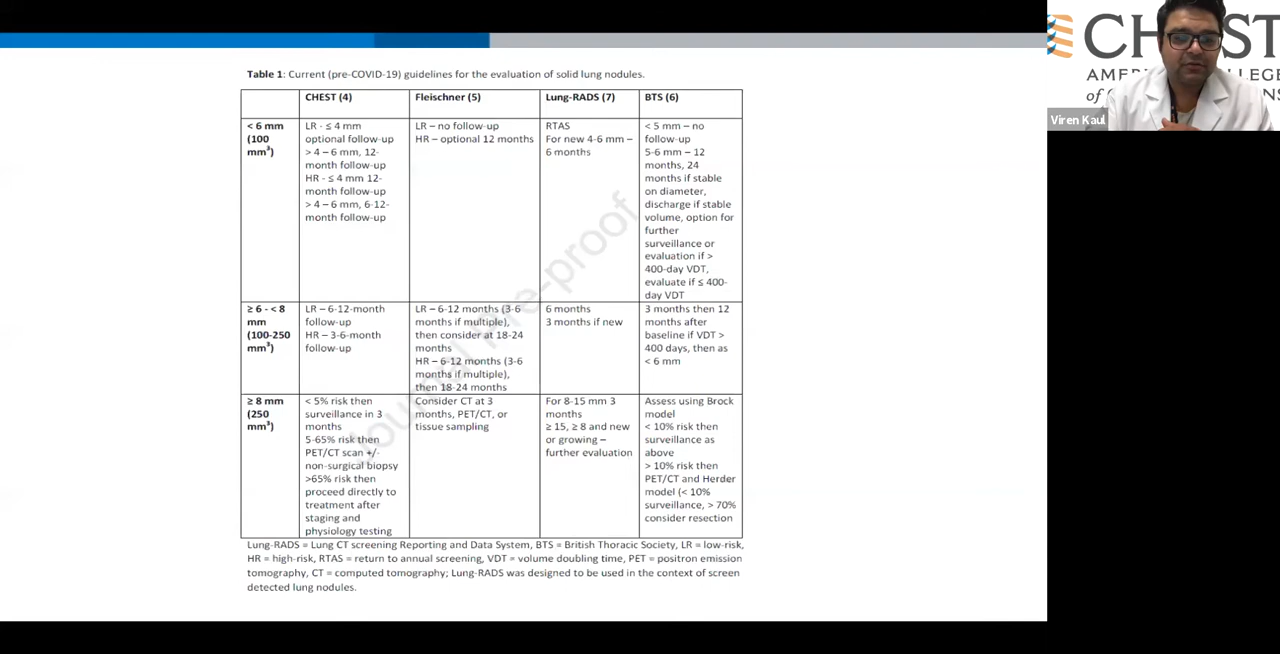 Table 1: Current (pre-COVID-19) guidelines for the evaluation of solid lung nodules.
CHEST (4)
Fleischner (5)
Lung-RADS (7)
BTS (6)
< 6 mm
(100
mm³)
LR - ≤ 4 mm
optional follow-up
> 4 – 6 mm, 12-
month follow-up
HR - ≤ 4 mm 12-
month follow-up
> 4 – 6 mm, 6-12-
month follow-up
LR – no follow-up
HR – optional 12 months
RTAS
For new 4-6 mm –
6 months
< 5 mm – no
follow-up
5-6 mm – 12
months, 24
months if stable
on diameter,
discharge if stable
volume, option for
further
surveillance or
evaluation if >
400-day VDT,
evaluate if ≤ 400-
day VDT
≥ 6 - < 8
mm
(100-250
mm³)
LR – 6-12-month
follow-up
HR – 3-6-month
follow-up
LR – 6-12 months (3-6
months if multiple),
then consider at 18-24
months
HR – 6-12 months (3-6
months if multiple),
then 18-24 months
6 months
3 months if new
3 months then 12
months after
baseline if VDT >
400 days, then as
< 6 mm
≥ 8 mm
(250
mm³)
< 5% risk then
surveillance in 3
months
5-65% risk then
PET/CT scan +/-
non-surgical biopsy
>65% risk then
proceed directly to
treatment after
staging and
physiology testing
Consider CT at 3
months, PET/CT, or
tissue sampling
For 8-15 mm 3
months
≥ 15, ≥ 8 and new
or growing –
further evaluation
Assess using Brock
model
< 10% risk then
surveillance as
above
> 10% risk then
PET/CT and Herder
model (< 10%
surveillance, > 70%
consider resection
Lung-RADS = Lung CT screening Reporting and Data System, BTS = British Thoracic Society, LR = low-risk,
HR = high-risk, RTAS = return to annual screening, VDT = volume doubling time, PET = positron emission
tomography, CT = computed tomography; Lung-RADS was designed to be used in the context of screen
detected lung nodules.
Journal Pre-proof
CH ST
AME LLEGE
of C NS
Viren Kaul